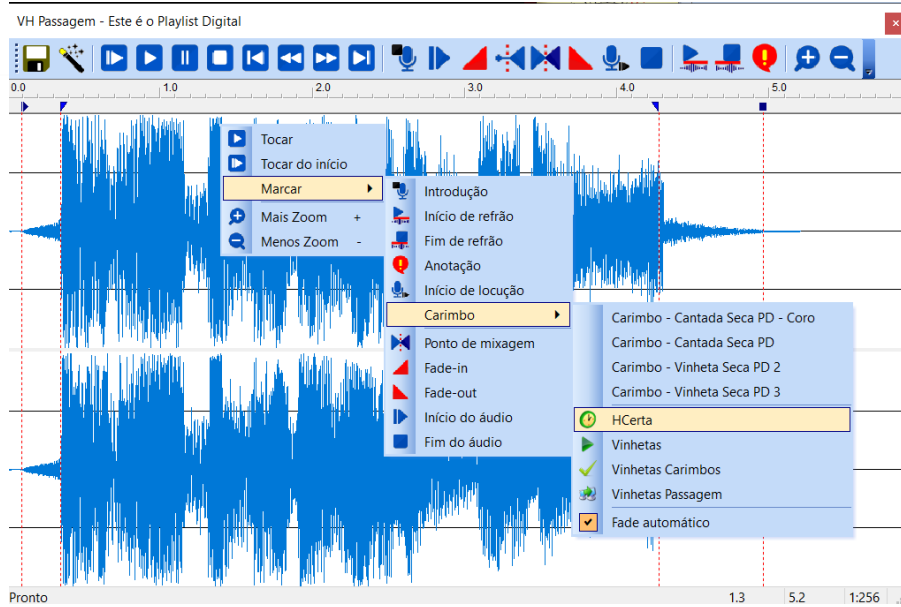 VH Passagem - Este é o Playlist Digital
0.0 1.0 2.0 3.0 4.0 5.0
Tocar
Tocar do início
Marcar
Mais Zoom +
Menos Zoom -
Introdução
Início de refrão
Fim de refrão
Anotação
Início de locução
Carimbo
Ponto de mixagem
Fade-in
Fade-out
Início do áudio
Fim do áudio
Carimbo - Cantada Seca PD - Coro
Carimbo - Cantada Seca PD
Carimbo - Vinheta Seca PD 2
Carimbo - Vinheta Seca PD 3
HCerta
Vinhetas
Vinhetas Carimbos
Vinhetas Passagem
Fade automático
Pronto 1.3 5.2 1:256